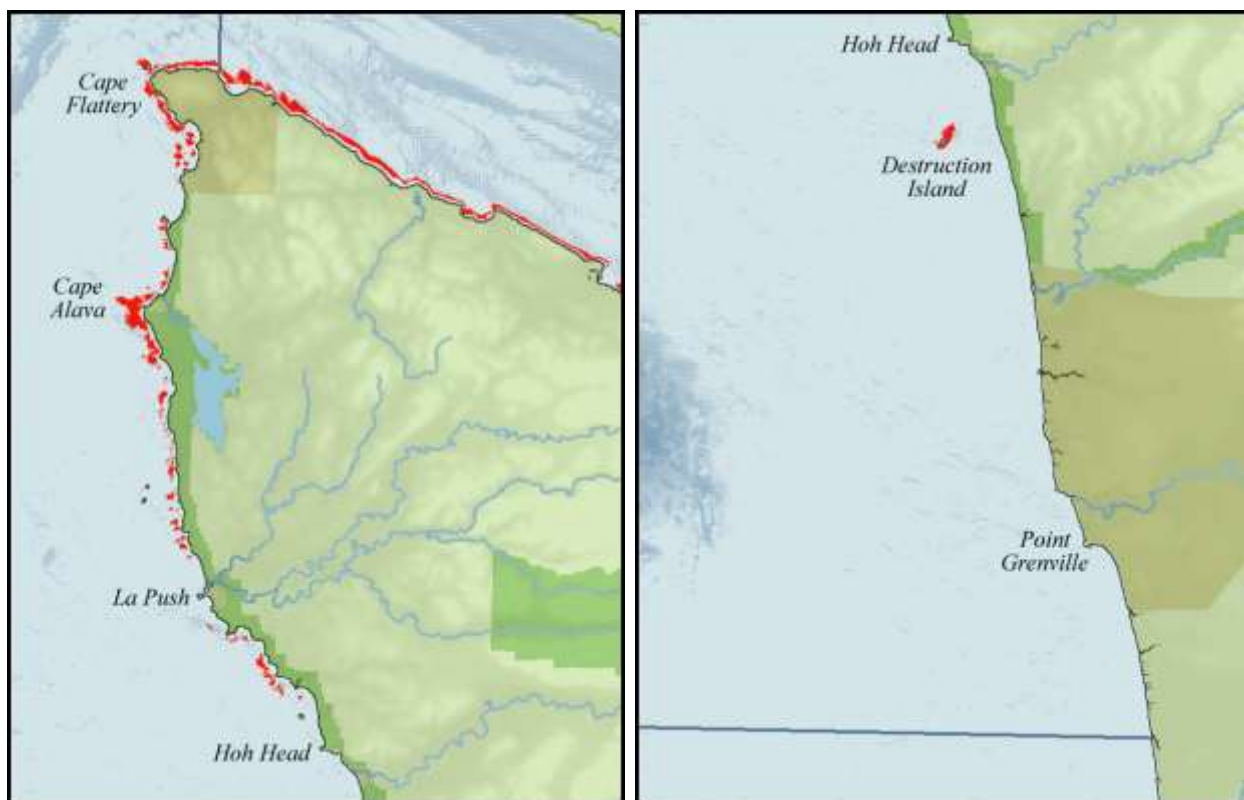 Cape
Flattery
Cape
Alava
La Push
Hoh Head
Hoh Head
Destruction
Island
Point
Grenville